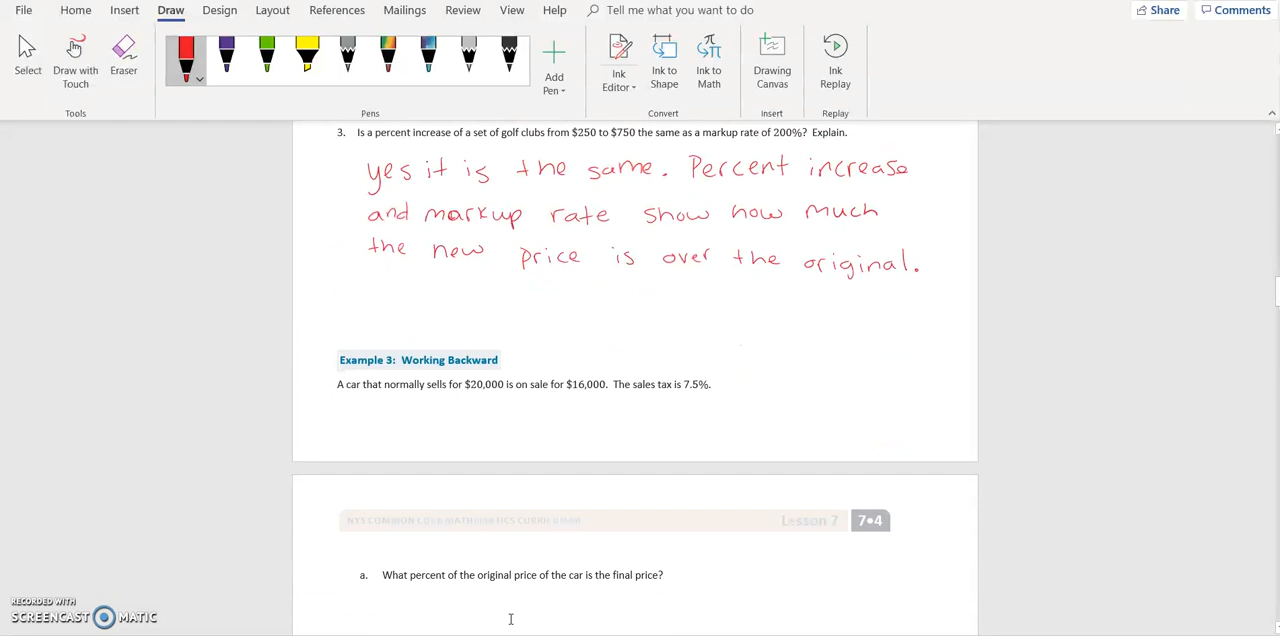 File Home Insert Draw Design Layout References Mailings Review View Help Tell me what you want to do Share Comments
Select Draw with Touch Eraser Add Pen Ink Editor Ink to Shape Ink to Math Drawing Canvas Ink Replay
Tools Pens Convert Insert Replay
3. Is a percent increase of a set of golf clubs from $250 to $750 the same as a markup rate of 200%? Explain.
yes it is the same. Percent increase
and markup rate show how much
the new price is over the original.
Example 3: Working Backward
A car that normally sells for $20,000 is on sale for $16,000. The sales tax is 7.5%.
NYS COMMON CORE MATHEMATICS CURRICULUM Lesson 7 7•4
a. What percent of the original price of the car is the final price?
RECORDED WITH
SCREENCAST MATIC